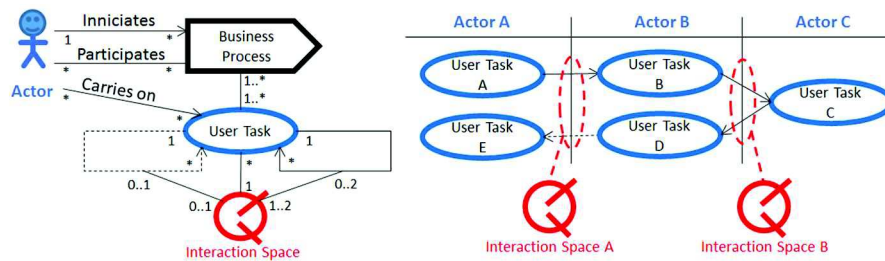 Inniciates
1
*
Business
Process
Participates
*
*
Actor
*
Carries on
*
1..*
1..*
User Task
1
1
*
*
*
0..1
0..2
0..1
1
1..2
Interaction Space
Actor A
Actor B
Actor C
User Task
A
User Task
B
User Task
C
User Task
E
User Task
D
Interaction Space A
Interaction Space B